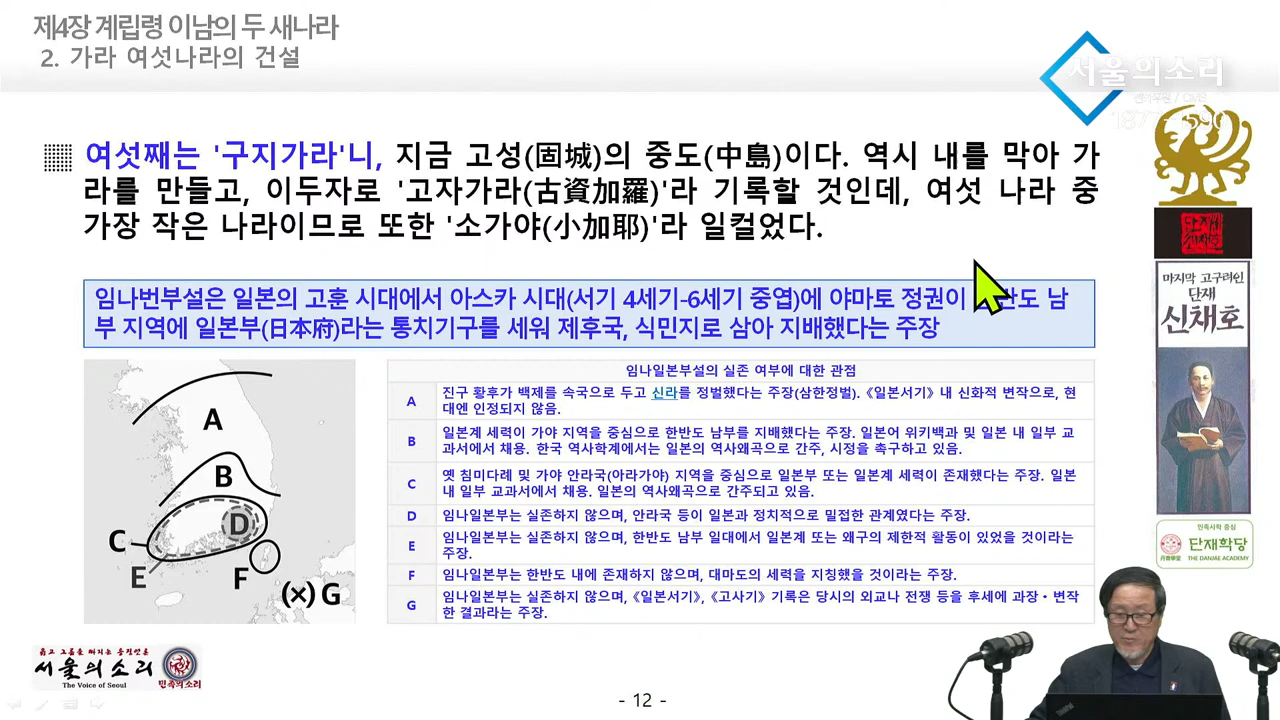 제4장 계립령 이남의 두 새나라
2. 가라 여섯나라의 건설
서울의소리
여섯째는 '구지가라'니, 지금 고성(固城)의 중도(中島)이다. 역시 내를 막아 가
라를 만들고, 이두자로 '고자가라(古資加羅)'라 기록할 것인데, 여섯 나라 중
가장 작은 나라이므로 또한 '소가야(小加耶)'라 일컬었다.
임나번부설은 일본의 고훈 시대에서 아스카 시대(서기 4세기-6세기 중엽)에 야마토 정권이
도 남
부 지역에 일본부(日本府)라는 통치기구를 세워 제후국, 식민지로 삼아 지배했다는 주장
A
B
C
D
E
F
(×) G
임나일본부설의 실존 여부에 대한 관점
A 진구 황후가 백제를 속국으로 두고 신라를 정벌했다는 주장(삼한정벌). 《일본서기》 내 신화적 변작으로, 현
대엔 인정되지 않음.
B 일본계 세력이 가야 지역을 중심으로 한반도 남부를 지배했다는 주장. 일본어 위키백과 및 일본 내 일부 교
과서에서 채용. 한국 역사학계에서는 일본의 역사왜곡으로 간주, 시정을 촉구하고 있음.
C 옛 침미다례 및 가야 안라국(아라가야) 지역을 중심으로 일본부 또는 일본계 세력이 존재했다는 주장. 일본
내 일부 교과서에서 채용. 일본의 역사왜곡으로 간주되고 있음.
D 임나일본부는 실존하지 않으며, 안라국 등이 일본과 정치적으로 밀접한 관계였다는 주장.
E 임나일본부는 실존하지 않으며, 한반도 남부 일대에서 일본계 또는 왜구의 제한적 활동이 있었을 것이라는
주장.
F 임나일본부는 한반도 내에 존재하지 않으며, 대마도의 세력을 지칭했을 것이라는 주장.
G 임나일본부는 실존하지 않으며, 《일본서기》, 《고사기》 기록은 당시의 외교나 전쟁 등을 후세에 과장・변작
한 결과라는 주장.
단재
신채호
마지막 고구려인
단재
신채호
민족사학 중심
단재학당
THE DANJAE ACADEMY
서울의소리
The Voice of Seoul
민족의소리
- 12 -
ThinkPad